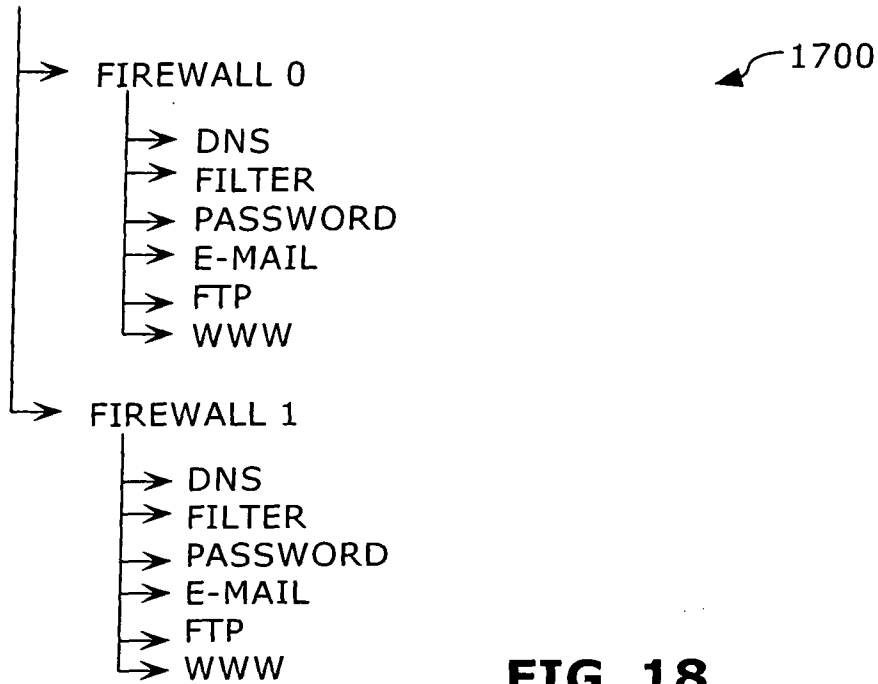 1700
FIREWALL 0
DNS
FILTER
PASSWORD
E-MAIL
FTP
WWW
FIREWALL 1
DNS
FILTER
PASSWORD
E-MAIL
FTP
WWW
FIG. 18